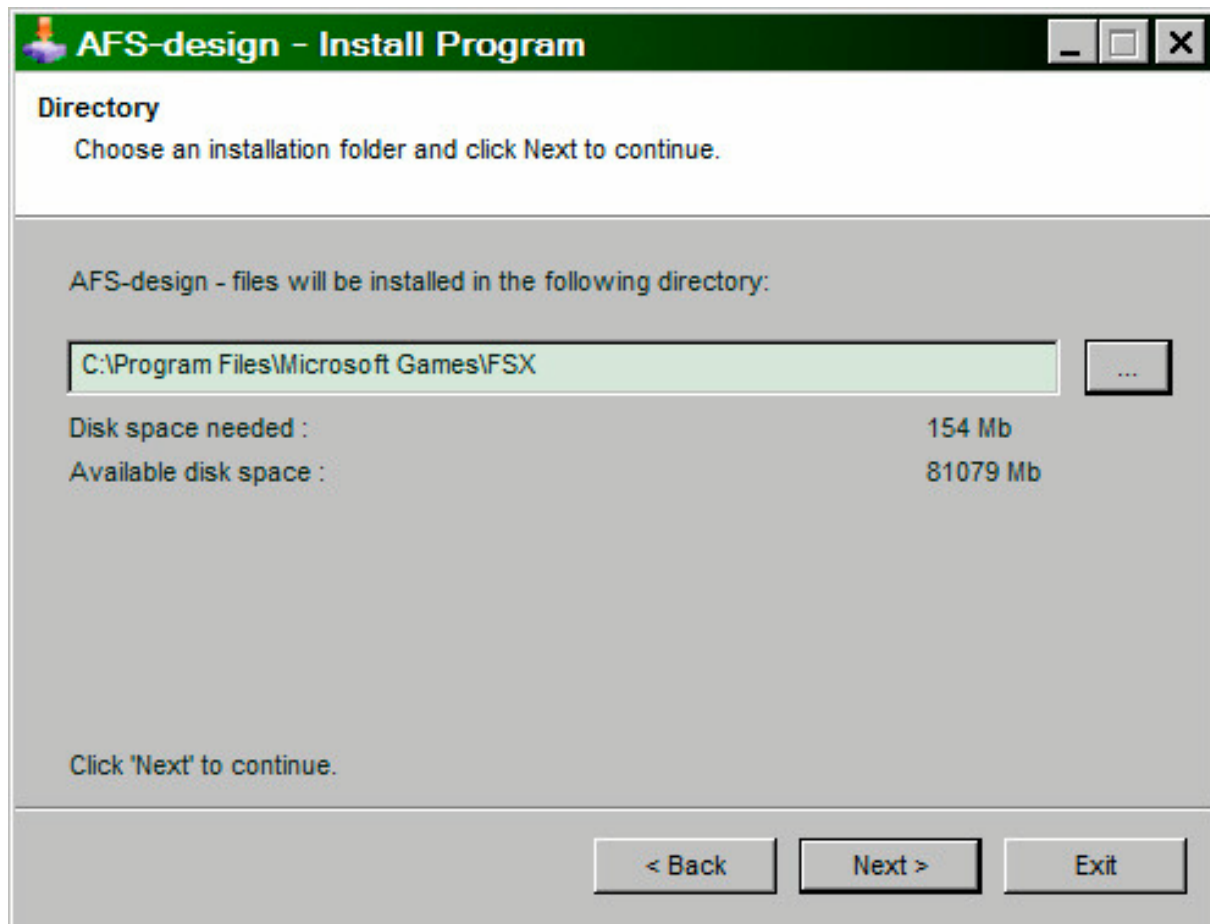 AFS-design - Install Program
Directory
Choose an installation folder and click Next to continue.
AFS-design - files will be installed in the following directory:
C:\Program Files\Microsoft Games\FSX
...
Disk space needed : 154 Mb
Available disk space : 81079 Mb
Click 'Next' to continue.
< Back Next > Exit